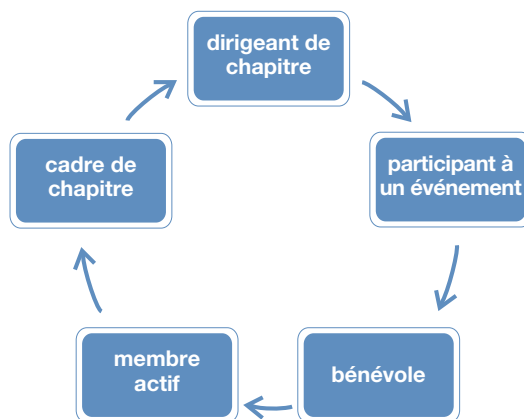 dirigeant de
chapitre
participant à
un événement
bénévole
membre
actif
cadre de
chapitre